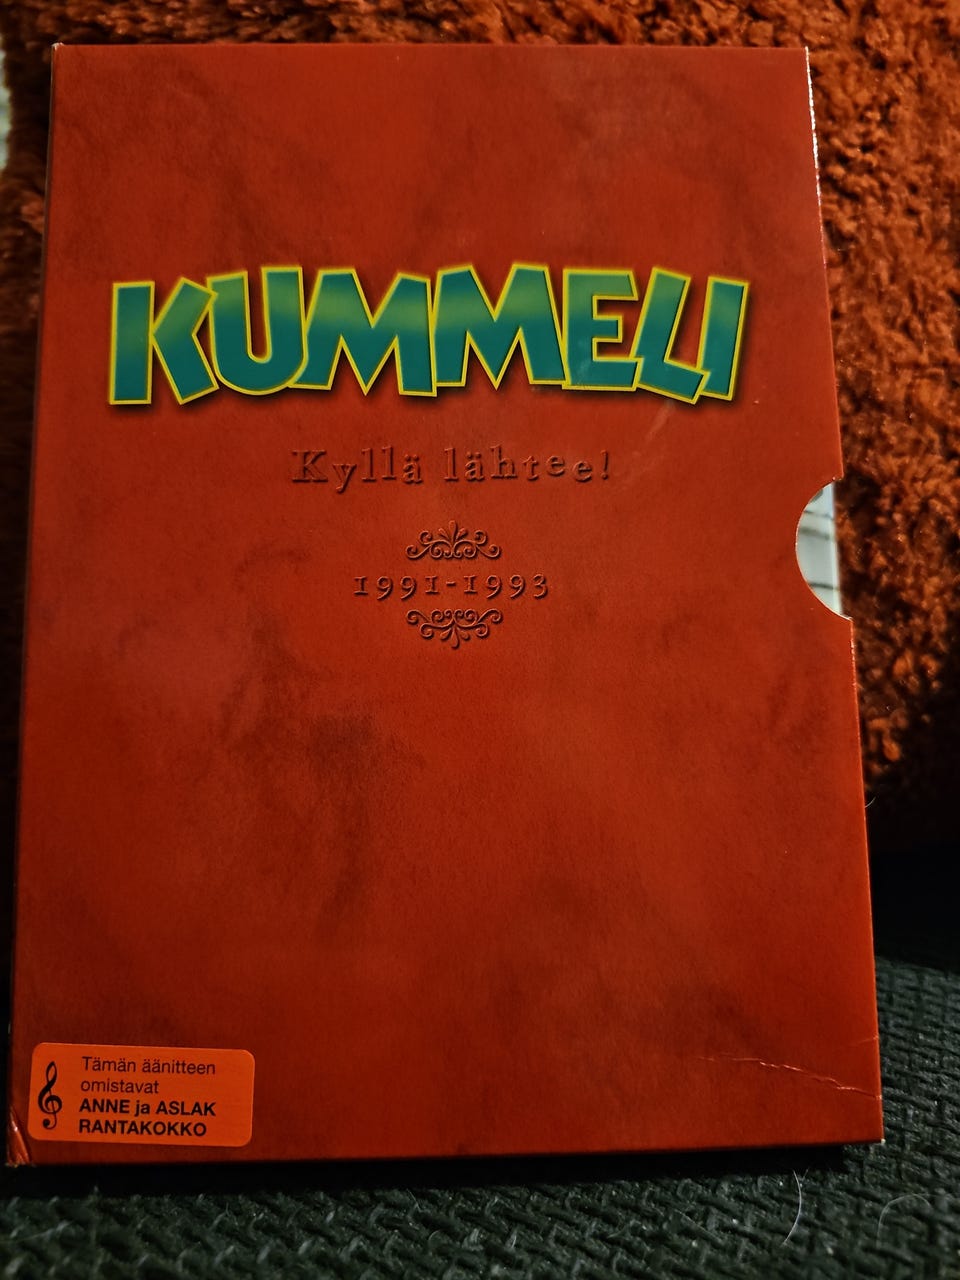 KUMMELI
Kyllä lähtee!
1991-1993
Tämän äänitteen
omistavat
ANNE ja ASLAK
RANTAKOKKO